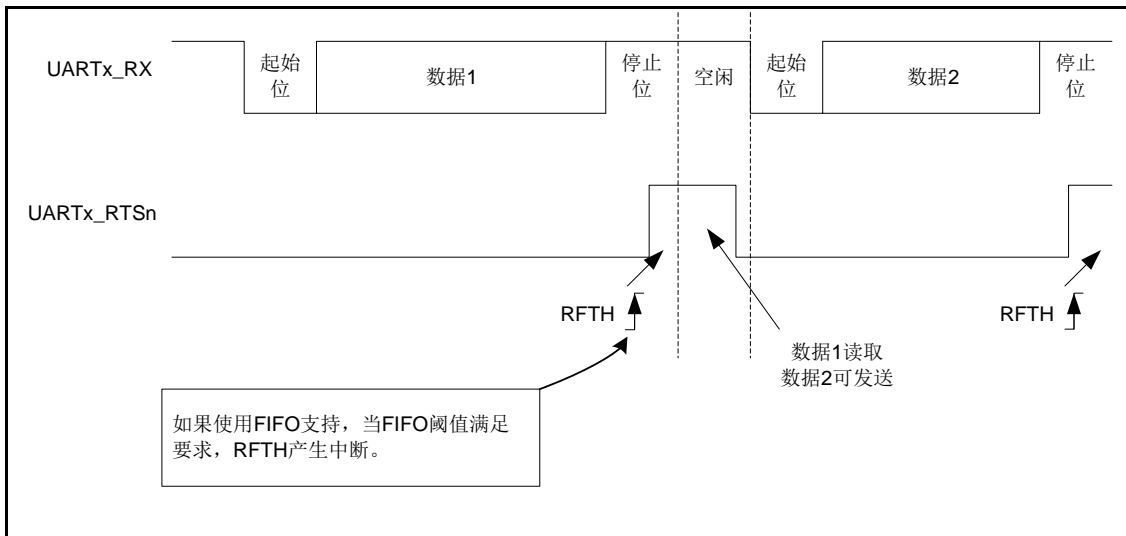 UARTx_RX
起始
位
数据1
停止
位
空闲
起始
位
数据2
停止
位
UARTx_RTSn
RFTH
RFTH
数据1读取
数据2可发送
如果使用FIFO支持，当FIFO阈值满足
要求，RFTH产生中断。